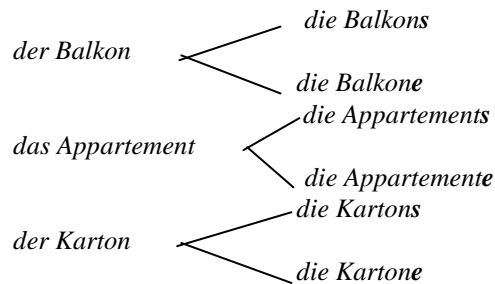 die Balkons
der Balkon
die Balkone
die Appartements
das Appartement
die Appartemente
die Kartons
der Karton
die Kartone